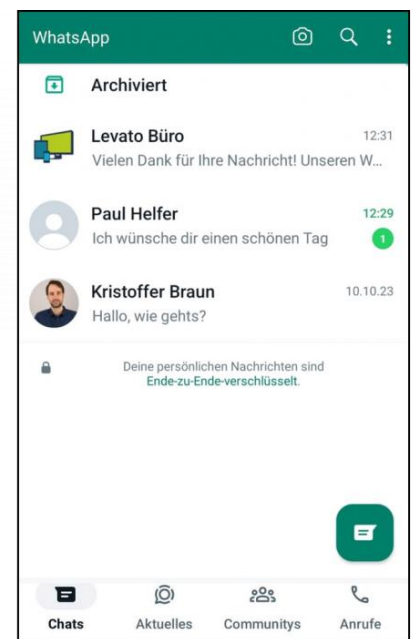 WhatsApp
Archiviert
Levato Büro 12:31
Vielen Dank für Ihre Nachricht! Unseren W...
Paul Helfer 12:29
Ich wünsche dir einen schönen Tag 1
Kristoffer Braun 10.10.23
Hallo, wie gehts?
Deine persönlichen Nachrichten sind
Ende-zu-Ende-verschlüsselt.
Chats Aktuelles Communitys Anrufe